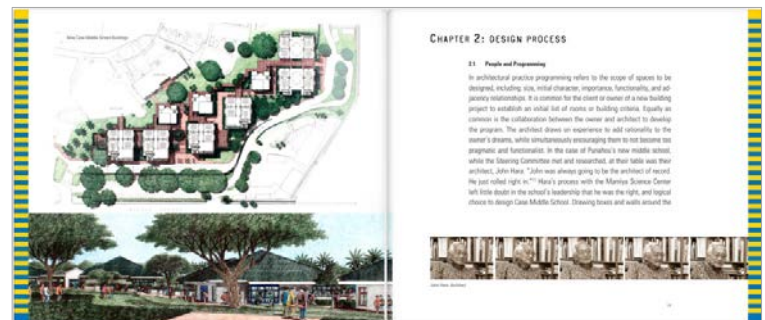 New Case Middle School Buildings
CHAPTER 2: DESIGN PROCESS
2.1 People and Programming
In architectural practice programming refers to the scope of spaces to be
designed, including: size, initial character, importance, functionality, and ad-
jacency relationships. It is common for the client or owner of a new building
project to establish an initial list of rooms or building criteria. Equally as
common is the collaboration between the owner and architect to develop
the program. The architect draws on experience to add rationality to the
owner's dreams, while simultaneously encouraging them to not become too
pragmatic and functionalist. In the case of Punahou's new middle school,
while the Steering Committee met and researched, at their table was their
architect, John Hara. "John was always going to be the architect of record.
He just rolled right in." Hara's process with the Mamiya Science Center
left little doubt in the school's leadership that he was the right, and logical
choice to design Case Middle School. Drawing boxes and walls around the
John Hara, Architect